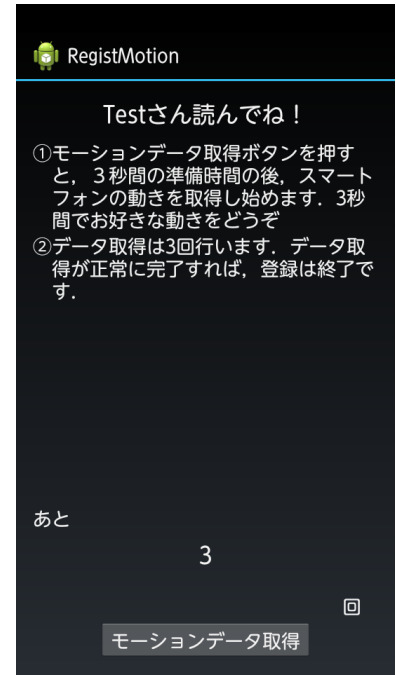 RegistMotion
Testさん読んでね！
①モーションデータ取得ボタンを押す
と，３秒間の準備時間の後，スマート
フォンの動きを取得し始めます．3秒
間でお好きな動きをどうぞ
②データ取得は3回行います．データ取
得が正常に完了すれば，登録は終了で
す．
あと
3
回
モーションデータ取得